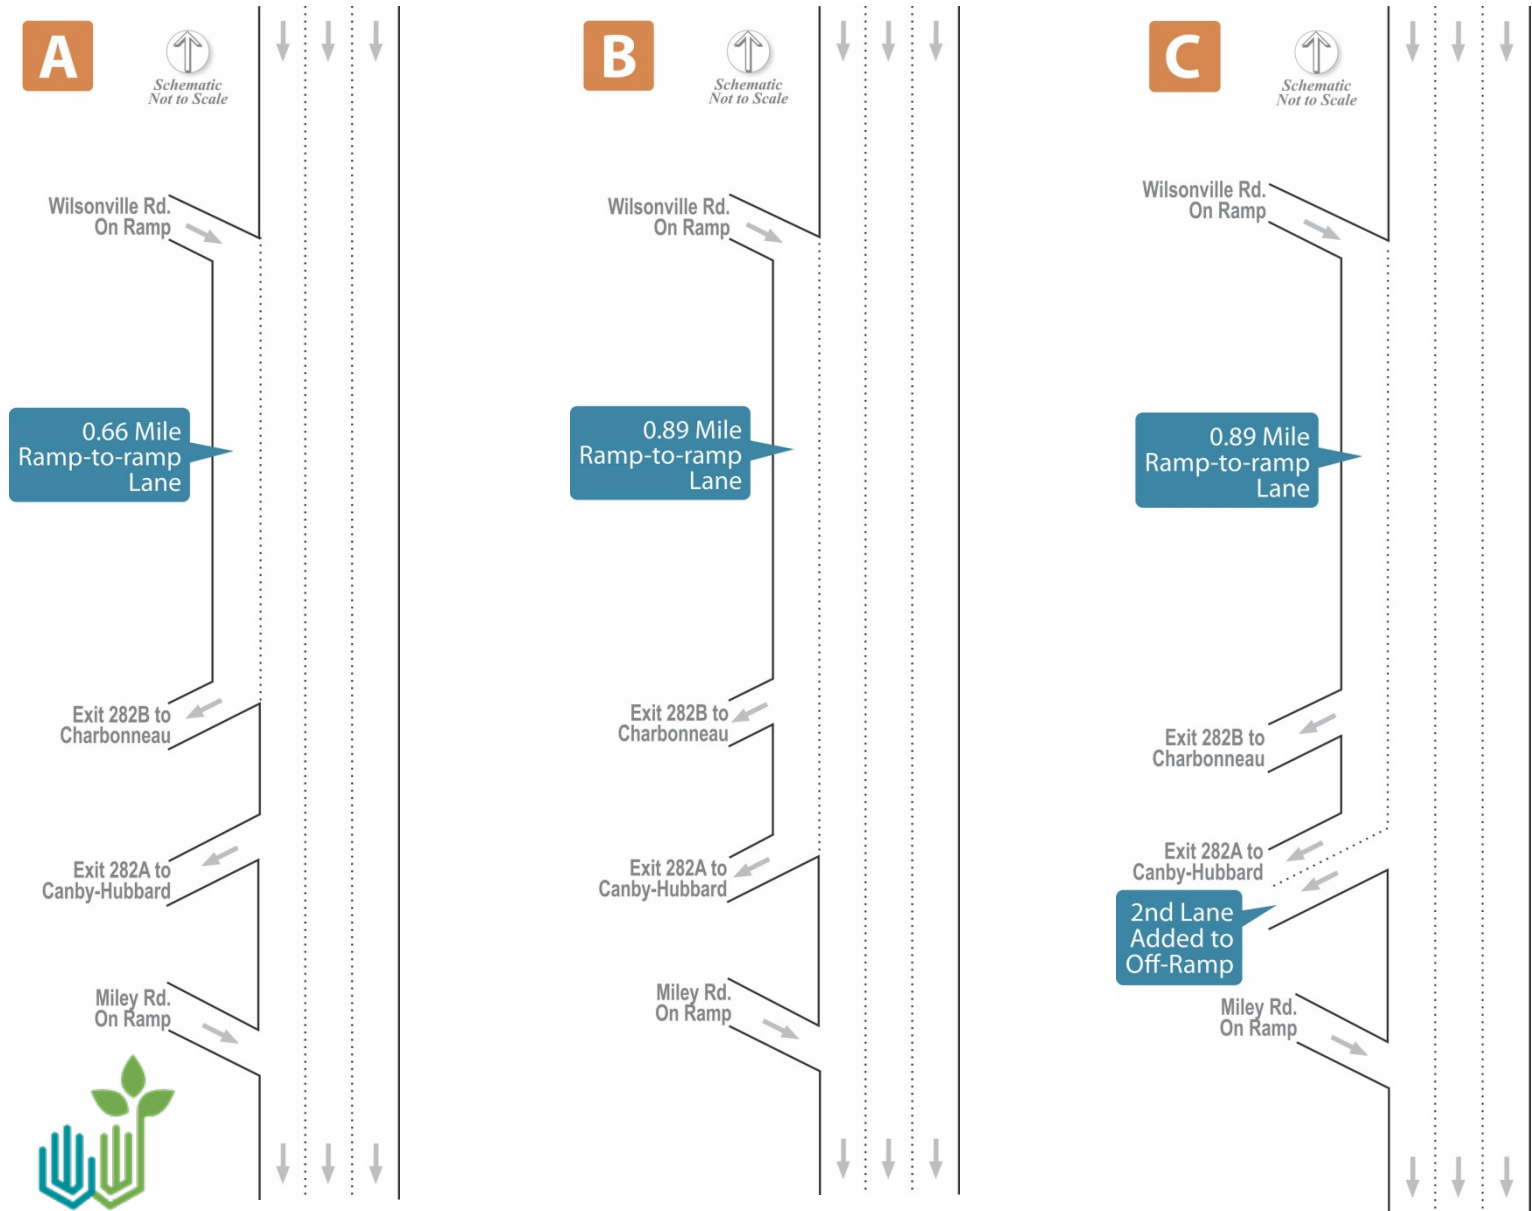 A
Schematic
Not to Scale
Wilsonville Rd.
On Ramp
0.66 Mile
Ramp-to-ramp
Lane
Exit 282B to
Charbonneau
Exit 282A to
Canby-Hubbard
Miley Rd.
On Ramp
B
Schematic
Not to Scale
Wilsonville Rd.
On Ramp
0.89 Mile
Ramp-to-ramp
Lane
Exit 282B to
Charbonneau
Exit 282A to
Canby-Hubbard
Miley Rd.
On Ramp
C
Schematic
Not to Scale
Wilsonville Rd.
On Ramp
0.89 Mile
Ramp-to-ramp
Lane
Exit 282B to
Charbonneau
Exit 282A to
Canby-Hubbard
2nd Lane
Added to
Off-Ramp
Miley Rd.
On Ramp